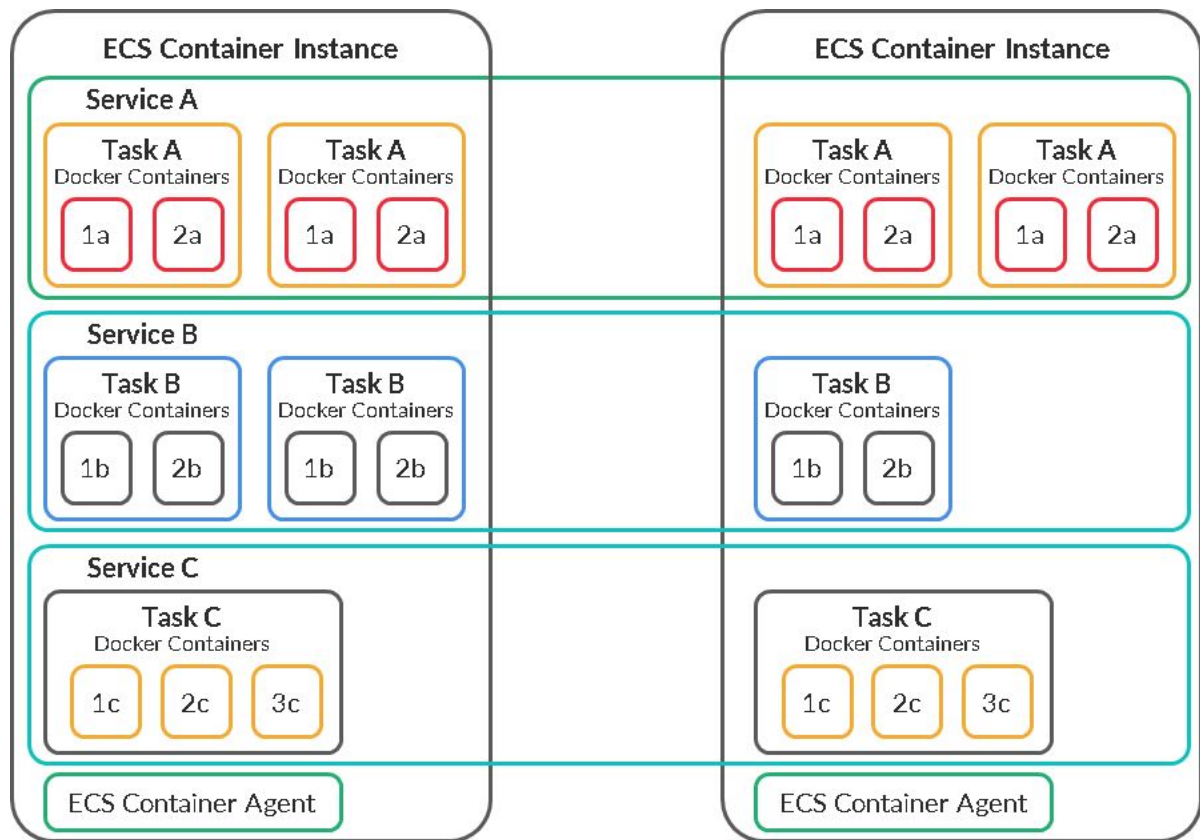 ECS Container Instance
ECS Container Instance
Service A
Task A
Task A
Task A
Task A
Docker Containers
Docker Containers
Docker Containers
Docker Containers
1a 2a
1a 2a
1a 2a
1a 2a
Service B
Task B
Task B
Task B
Docker Containers
Docker Containers
Docker Containers
1b 2b
1b 2b
1b 2b
Service C
Task C
Task C
Docker Containers
Docker Containers
1c 2c 3c
1c 2c 3c
ECS Container Agent
ECS Container Agent